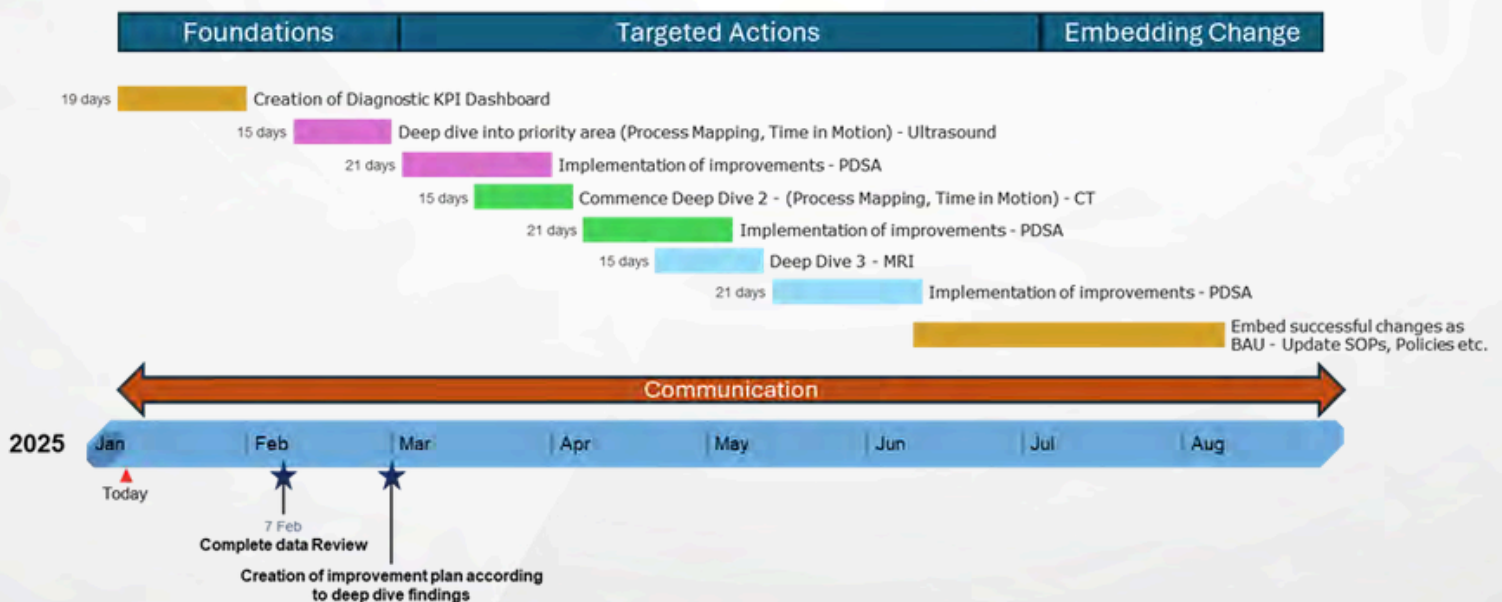 Foundations
Targeted Actions
Embedding Change
19 days
Creation of Diagnostic KPI Dashboard
15 days
Deep dive into priority area (Process Mapping, Time in Motion) - Ultrasound
21 days
Implementation of improvements - PDSA
15 days
Commence Deep Dive 2 - (Process Mapping, Time in Motion) - CT
21 days
Implementation of improvements - PDSA
15 days
Deep Dive 3 - MRI
21 days
Implementation of improvements - PDSA
Embed successful changes as
BAU - Update SOPs, Policies etc.
Communication
2025
Jan
Feb
Mar
Apr
May
Jun
Jul
Aug
Today
7 Feb
Complete data Review
Creation of improvement plan according
to deep dive findings